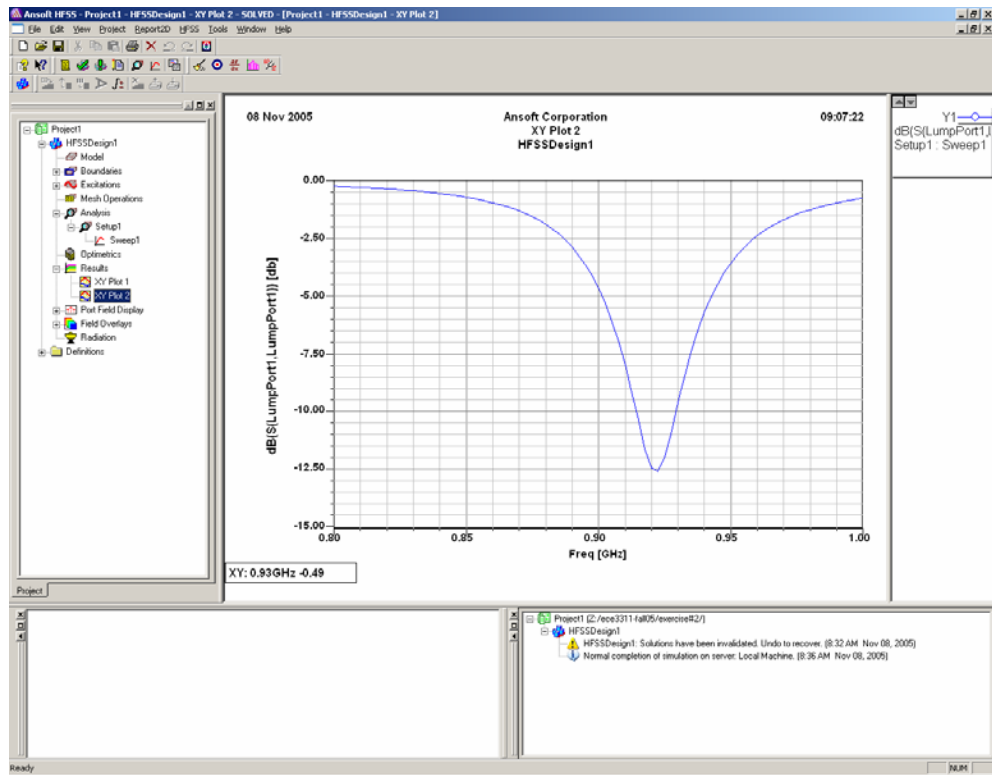 Ansoft HFSS - Project1 - HFSSDesign1 - XY Plot 2 - SOLVED - [Project1 - HFSSDesign1 - XY Plot 2]
File Edit View Project Report2D HFSS Tools Window Help
Project1
HFSSDesign1
Model
Boundaries
Excitations
Mesh Operations
Analysis
Setup1
Sweep1
Optimetrics
Results
XY Plot 1
XY Plot 2
Port Field Display
Field Overlays
Radiation
Definitions
Project
08 Nov 2005
Ansoft Corporation
XY Plot 2
HFSSDesign1
09:07:22
Y1
dB(S(LumpPort1,L
Setup1 : Sweep1
dB(S(LumpPort1,LumpPort1)) [db]
0.00
-2.50
-5.00
-7.50
-10.00
-12.50
-15.00
0.80 0.85 0.90 0.95 1.00
Freq [GHz]
XY: 0.93GHz -0.49
Project1 (Z:/ece3311-fall05/exercise#2/)
HFSSDesign1
HFSSDesign1: Solutions have been invalidated. Undo to recover. (8:32 AM Nov 08, 2005)
Normal completion of simulation on server: Local Machine. (8:36 AM Nov 08, 2005)
Ready
NUM